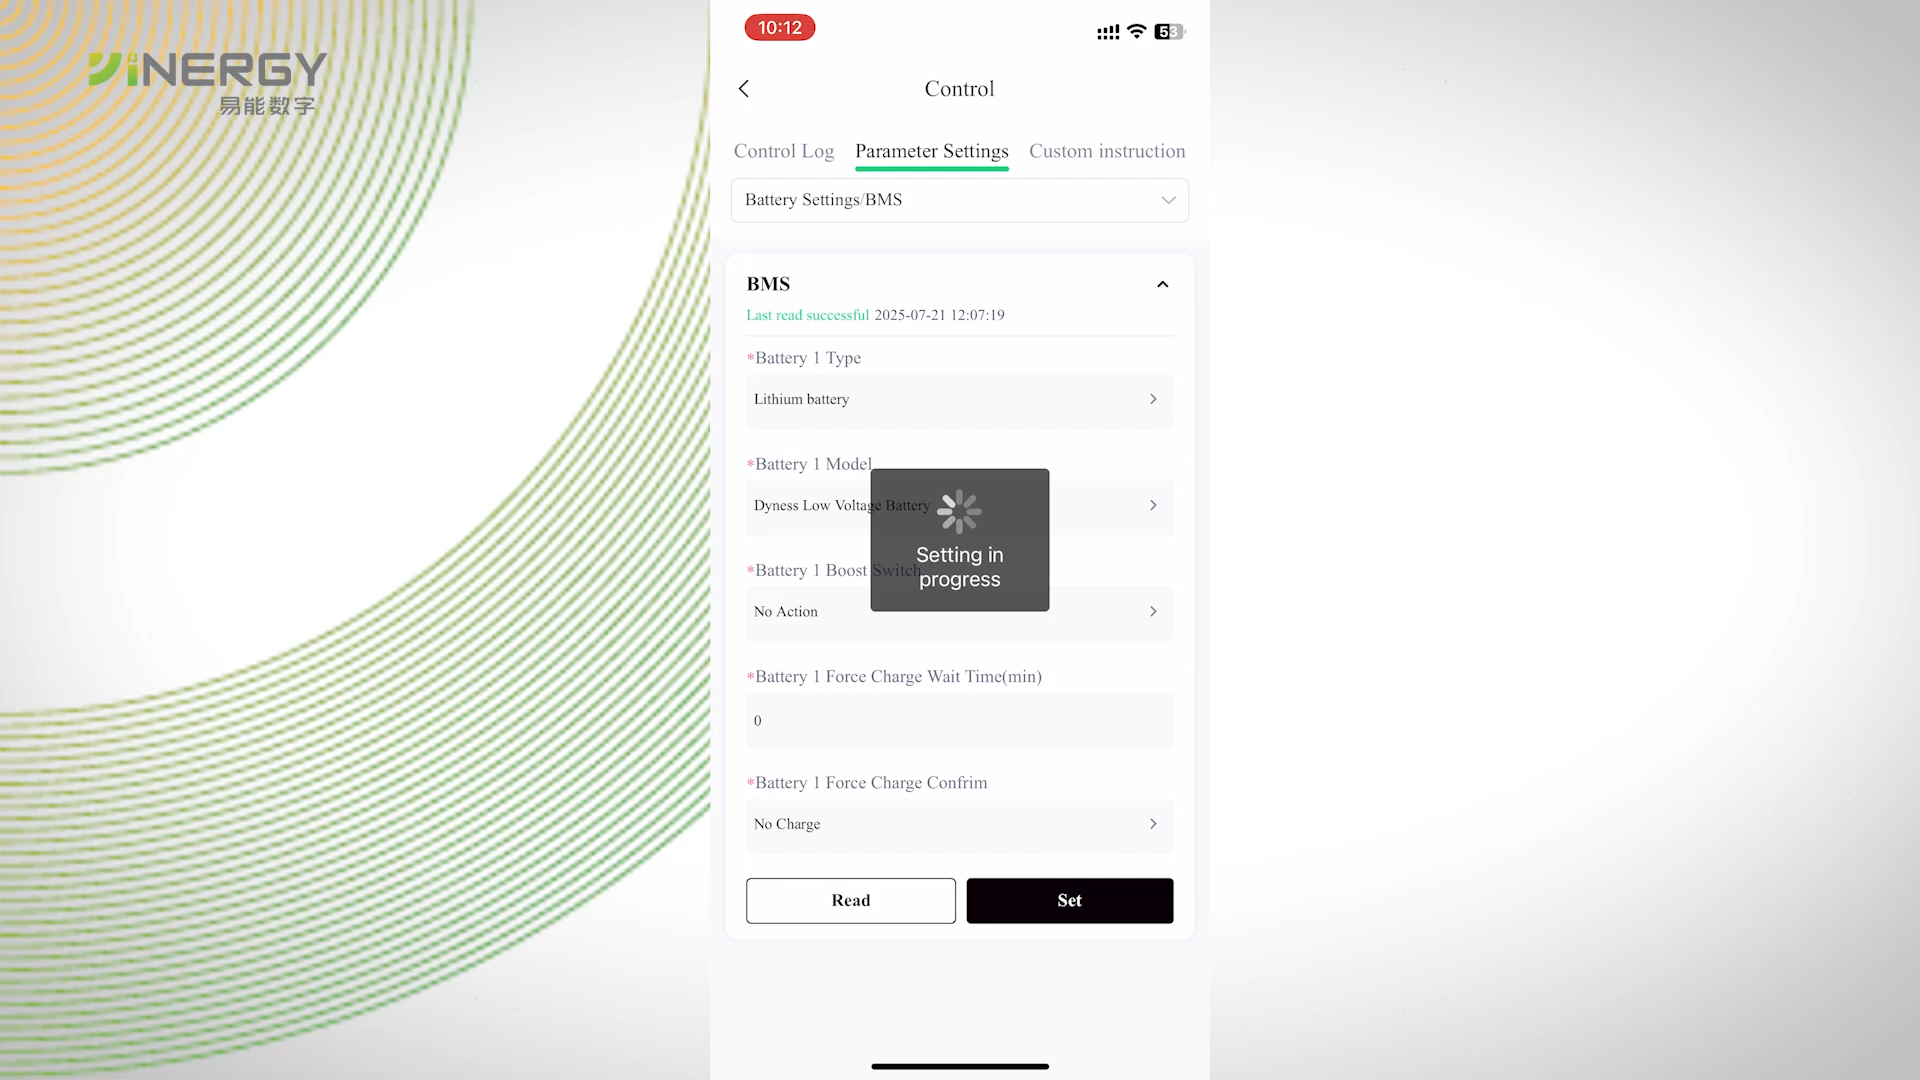 ViNERGY
易能数字
10:12
53
Control
Control Log
Parameter Settings
Custom instruction
Battery Settings/BMS
BMS
Last read successful 2025-07-21 12:07:19
*Battery 1 Type
Lithium battery
*Battery 1 Model
Dyness Low Voltage Battery
Setting in
progress
*Battery 1 Boost Switch
No Action
*Battery 1 Force Charge Wait Time(min)
0
*Battery 1 Force Charge Confrim
No Charge
Read
Set